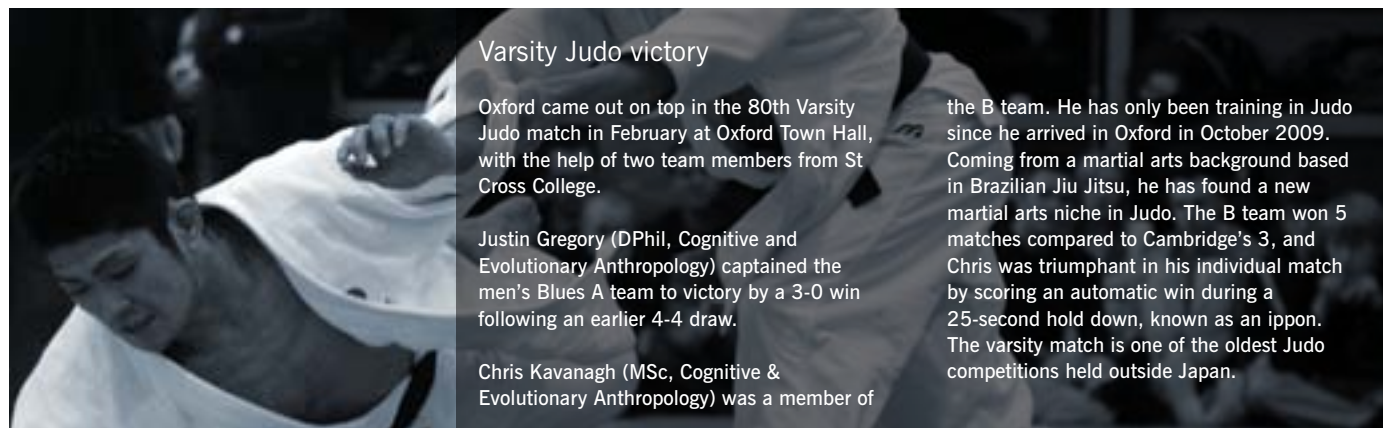 Varsity Judo victory
Oxford came out on top in the 80th Varsity
Judo match in February at Oxford Town Hall,
with the help of two team members from St
Cross College.
Justin Gregory (DPhil, Cognitive and
Evolutionary Anthropology) captained the
men's Blues A team to victory by a 3-0 win
following an earlier 4-4 draw.
Chris Kavanagh (MSc, Cognitive &
Evolutionary Anthropology) was a member of
the B team. He has only been training in Judo
since he arrived in Oxford in October 2009.
Coming from a martial arts background based
in Brazilian Jiu Jitsu, he has found a new
martial arts niche in Judo. The B team won 5
matches compared to Cambridge's 3, and
Chris was triumphant in his individual match
by scoring an automatic win during a
25-second hold down, known as an ippon.
The varsity match is one of the oldest Judo
competitions held outside Japan.